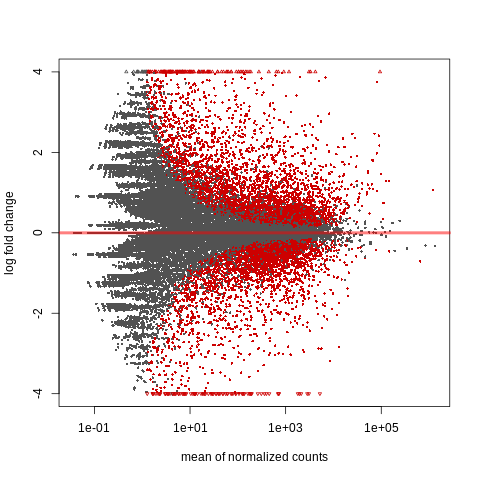 4
2
0
-2
-4
log fold change
1e-01
1e+01
1e+03
1e+05
mean of normalized counts